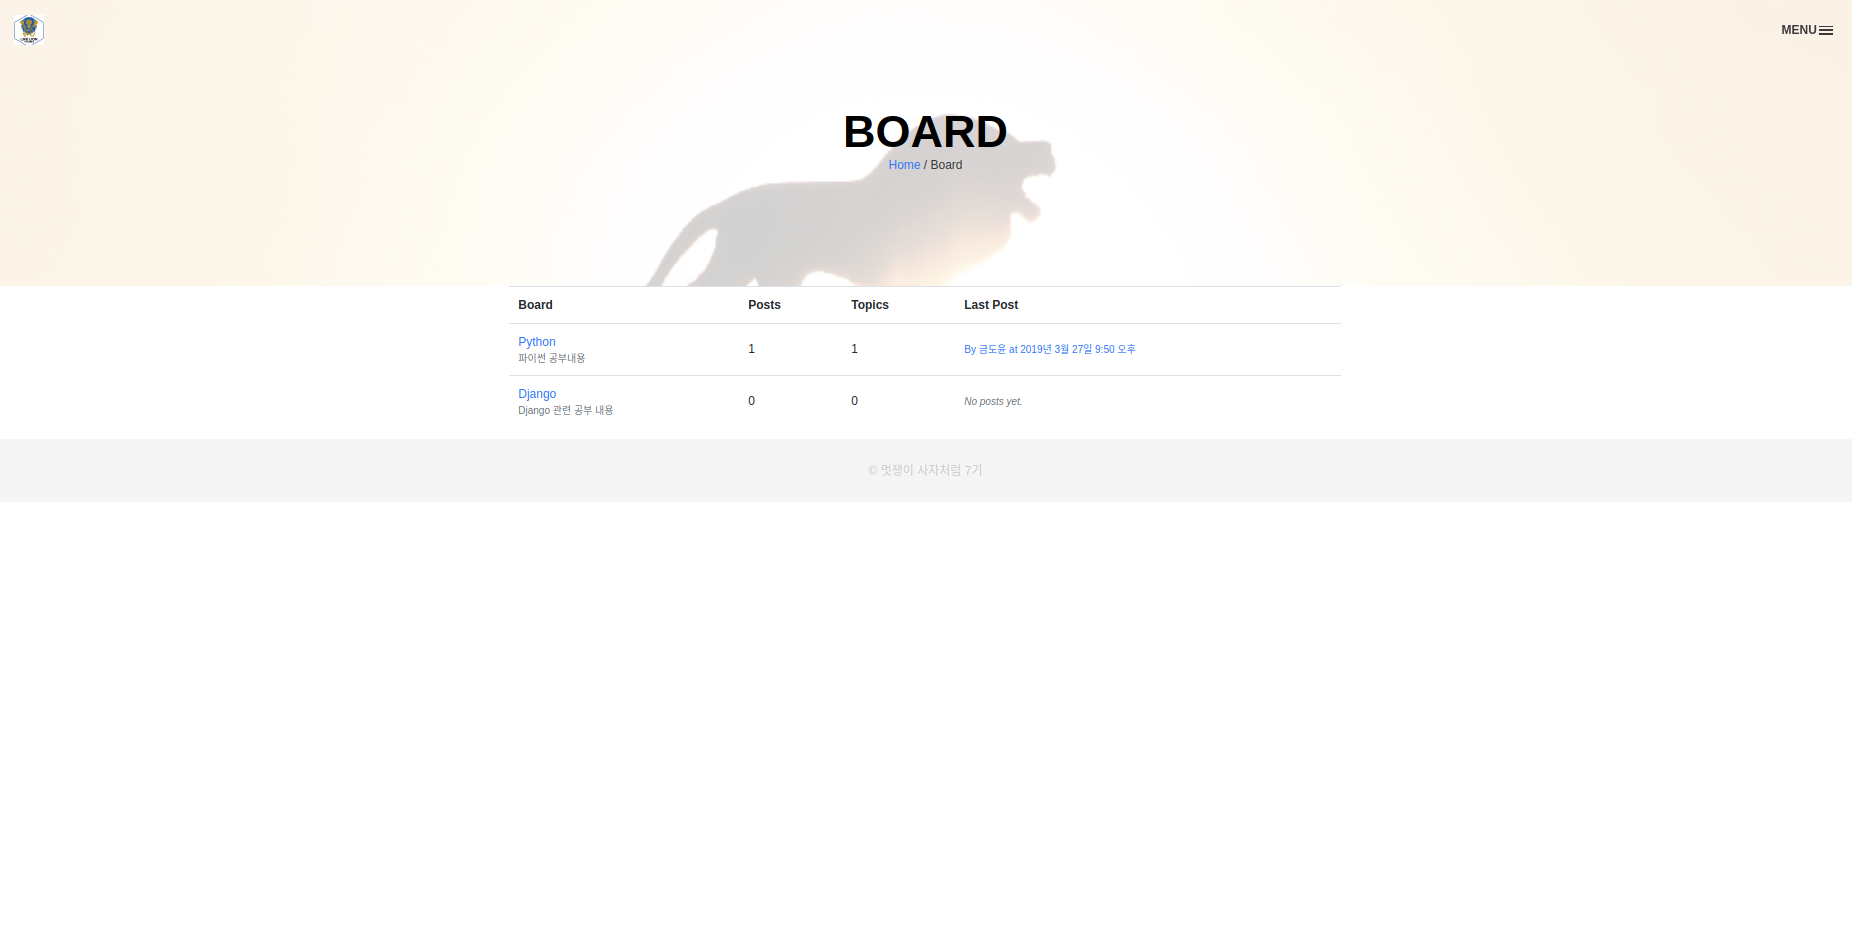 MENU
BOARD
Home / Board
Board Posts Topics Last Post
Python
파이썬 공부내용
1 1 By 금도윤 at 2019년 3월 27일 9:50 오후
Django
Django 관련 공부 내용
0 0 No posts yet.
© 멋쟁이 사자처럼 7기